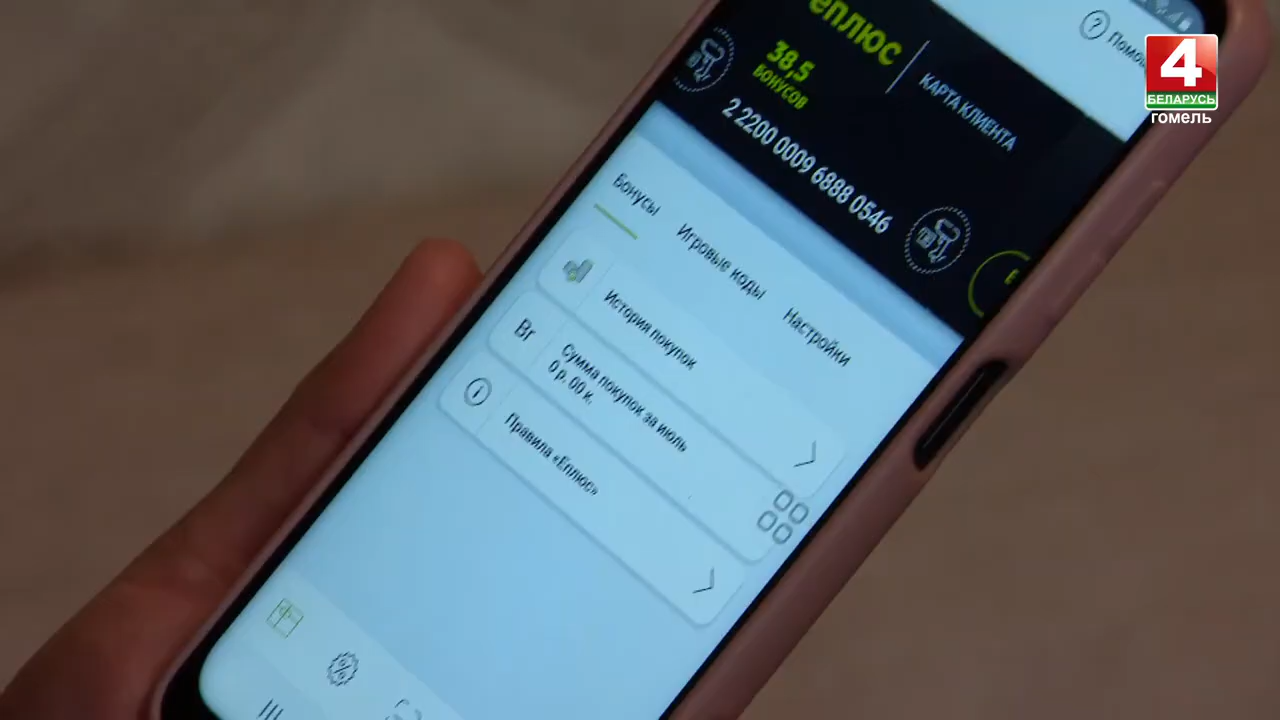 4
БЕЛАРУСЬ
ГОМЕЛЬ
еплюс
КАРТА КЛИЕНТА
38,5
БОНУСОВ
2 2200 0009 6888 0546
Бонусы
Игровые коды
Настройки
История покупок
Br
Сумма покупок за июль
0 р. 00 к.
Правила «Еплюс»